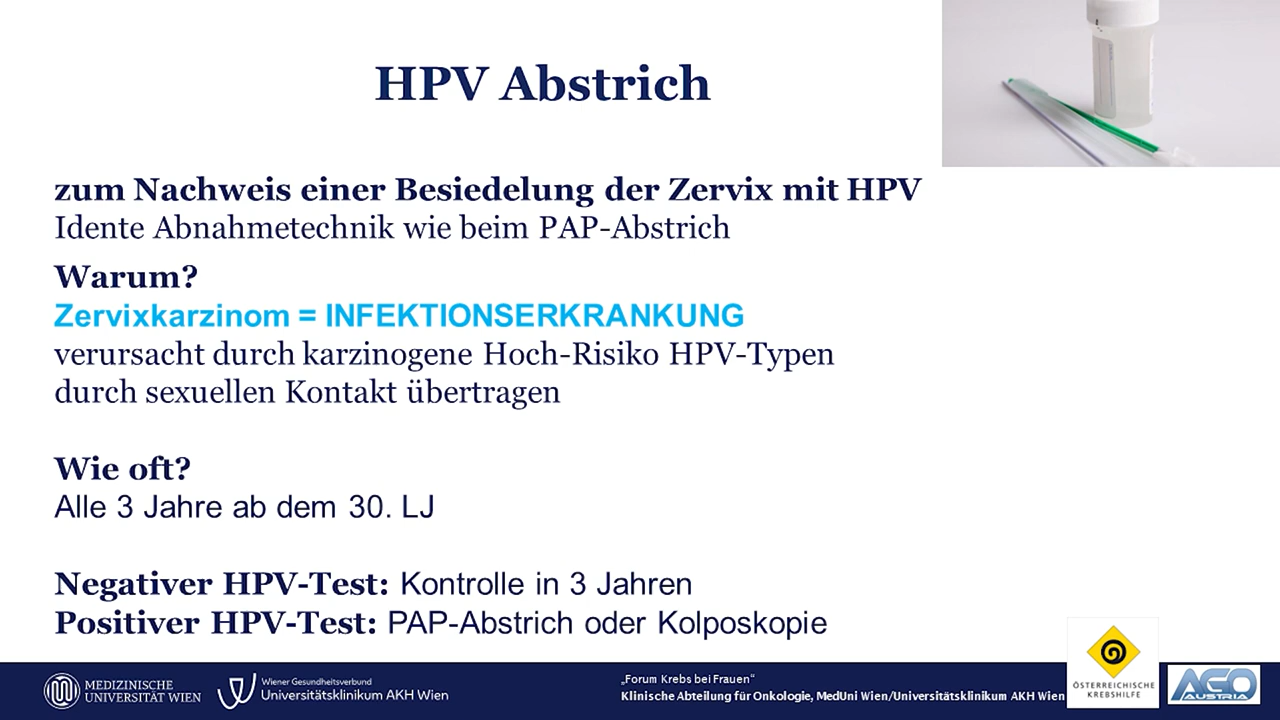 HPV Abstrich
zum Nachweis einer Besiedelung der Zervix mit HPV
Idente Abnahmetechnik wie beim PAP-Abstrich
Warum?
Zervixkarzinom = INFEKTIONSERKRANKUNG
verursacht durch karzinogene Hoch-Risiko HPV-Typen
durch sexuellen Kontakt übertragen
Wie oft?
Alle 3 Jahre ab dem 30. LJ
Negativer HPV-Test: Kontrolle in 3 Jahren
Positiver HPV-Test: PAP-Abstrich oder Kolposkopie
MEDIZINISCHE
UNIVERSITÄT WIEN
Wiener Gesundheitsverbund
Universitätsklinikum AKH Wien
„Forum Krebs bei Frauen“
Klinische Abteilung für Onkologie, MedUni Wien/Universitätsklinikum AKH Wien
ÖSTERREICHISCHE
KREBSHILFE
AGO
AUSTRIA